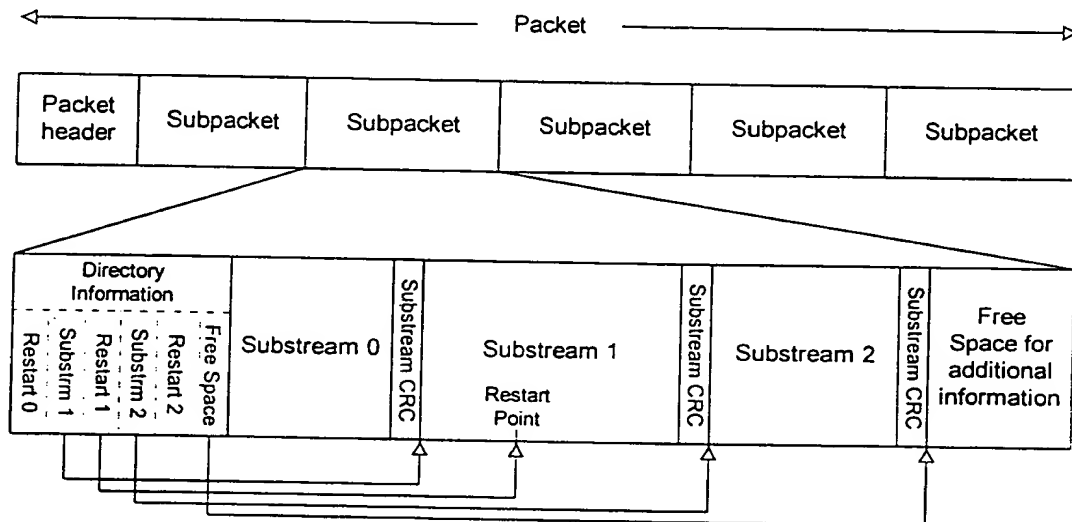 Packet
Packet
header
Subpacket
Subpacket
Subpacket
Subpacket
Subpacket
Directory
Information
Restart 0
Substrm 1
Restart 1
Substrm 2
Restart 2
Free Space
Substream 0
Substream CRC
Substream 1
Restart
Point
Substream CRC
Substream 2
Substream CRC
Free
Space for
additional
information